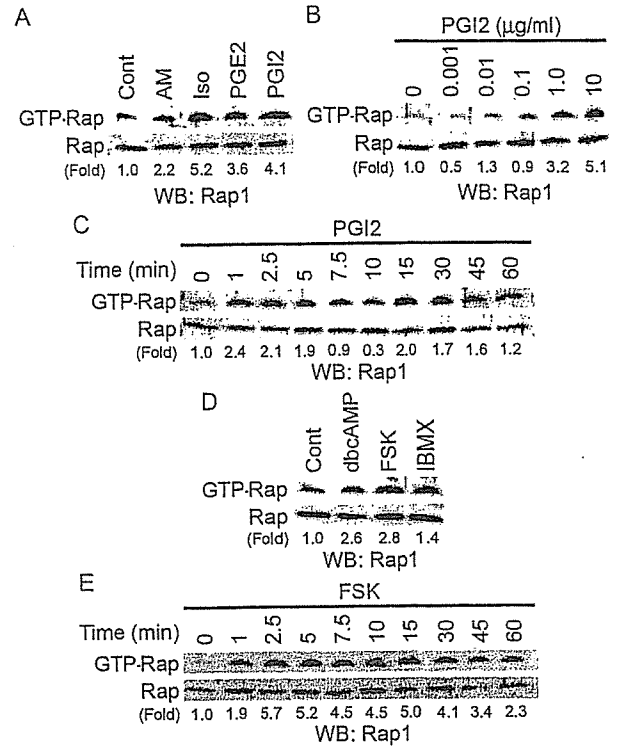 A
Cont AM Iso PGE2 PGI2
GTP-Rap
Rap
(Fold) 1.0 2.2 5.2 3.6 4.1
WB: Rap1
B
PGI2 (µg/ml)
0 0.001 0.01 0.1 1.0 10
GTP-Rap
Rap
(Fold) 1.0 0.5 1.3 0.9 3.2 5.1
WB: Rap1
C
PGI2
Time (min) 0 1 2.5 5 7.5 10 15 30 45 60
GTP-Rap
Rap
(Fold) 1.0 2.4 2.1 1.9 0.9 0.3 2.0 1.7 1.6 1.2
WB: Rap1
D
Cont dbcAMP FSK IBMX
GTP-Rap
Rap
(Fold) 1.0 2.6 2.8 1.4
WB: Rap1
E
FSK
Time (min) 0 1 2.5 5 7.5 10 15 30 45 60
GTP-Rap
Rap
(Fold) 1.0 1.9 5.7 5.2 4.5 4.5 5.0 4.1 3.4 2.3
WB: Rap1